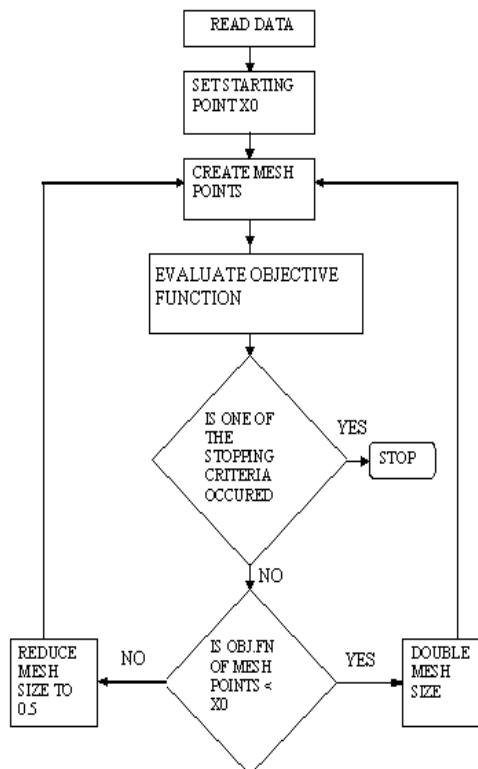 READ DATA
SET STARTING
POINT X0
CREATE MESH
POINTS
EVALUATE OBJECTIVE
FUNCTION
IS ONE OF
THE
STOPPING
CRITERIA
OCCURED
YES
STOP
NO
IS OBJ.FN
OF MESH
POINTS <
X0
NO
REDUCE
MESH
SIZE TO
0.5
YES
DOUBLE
MESH
SIZE